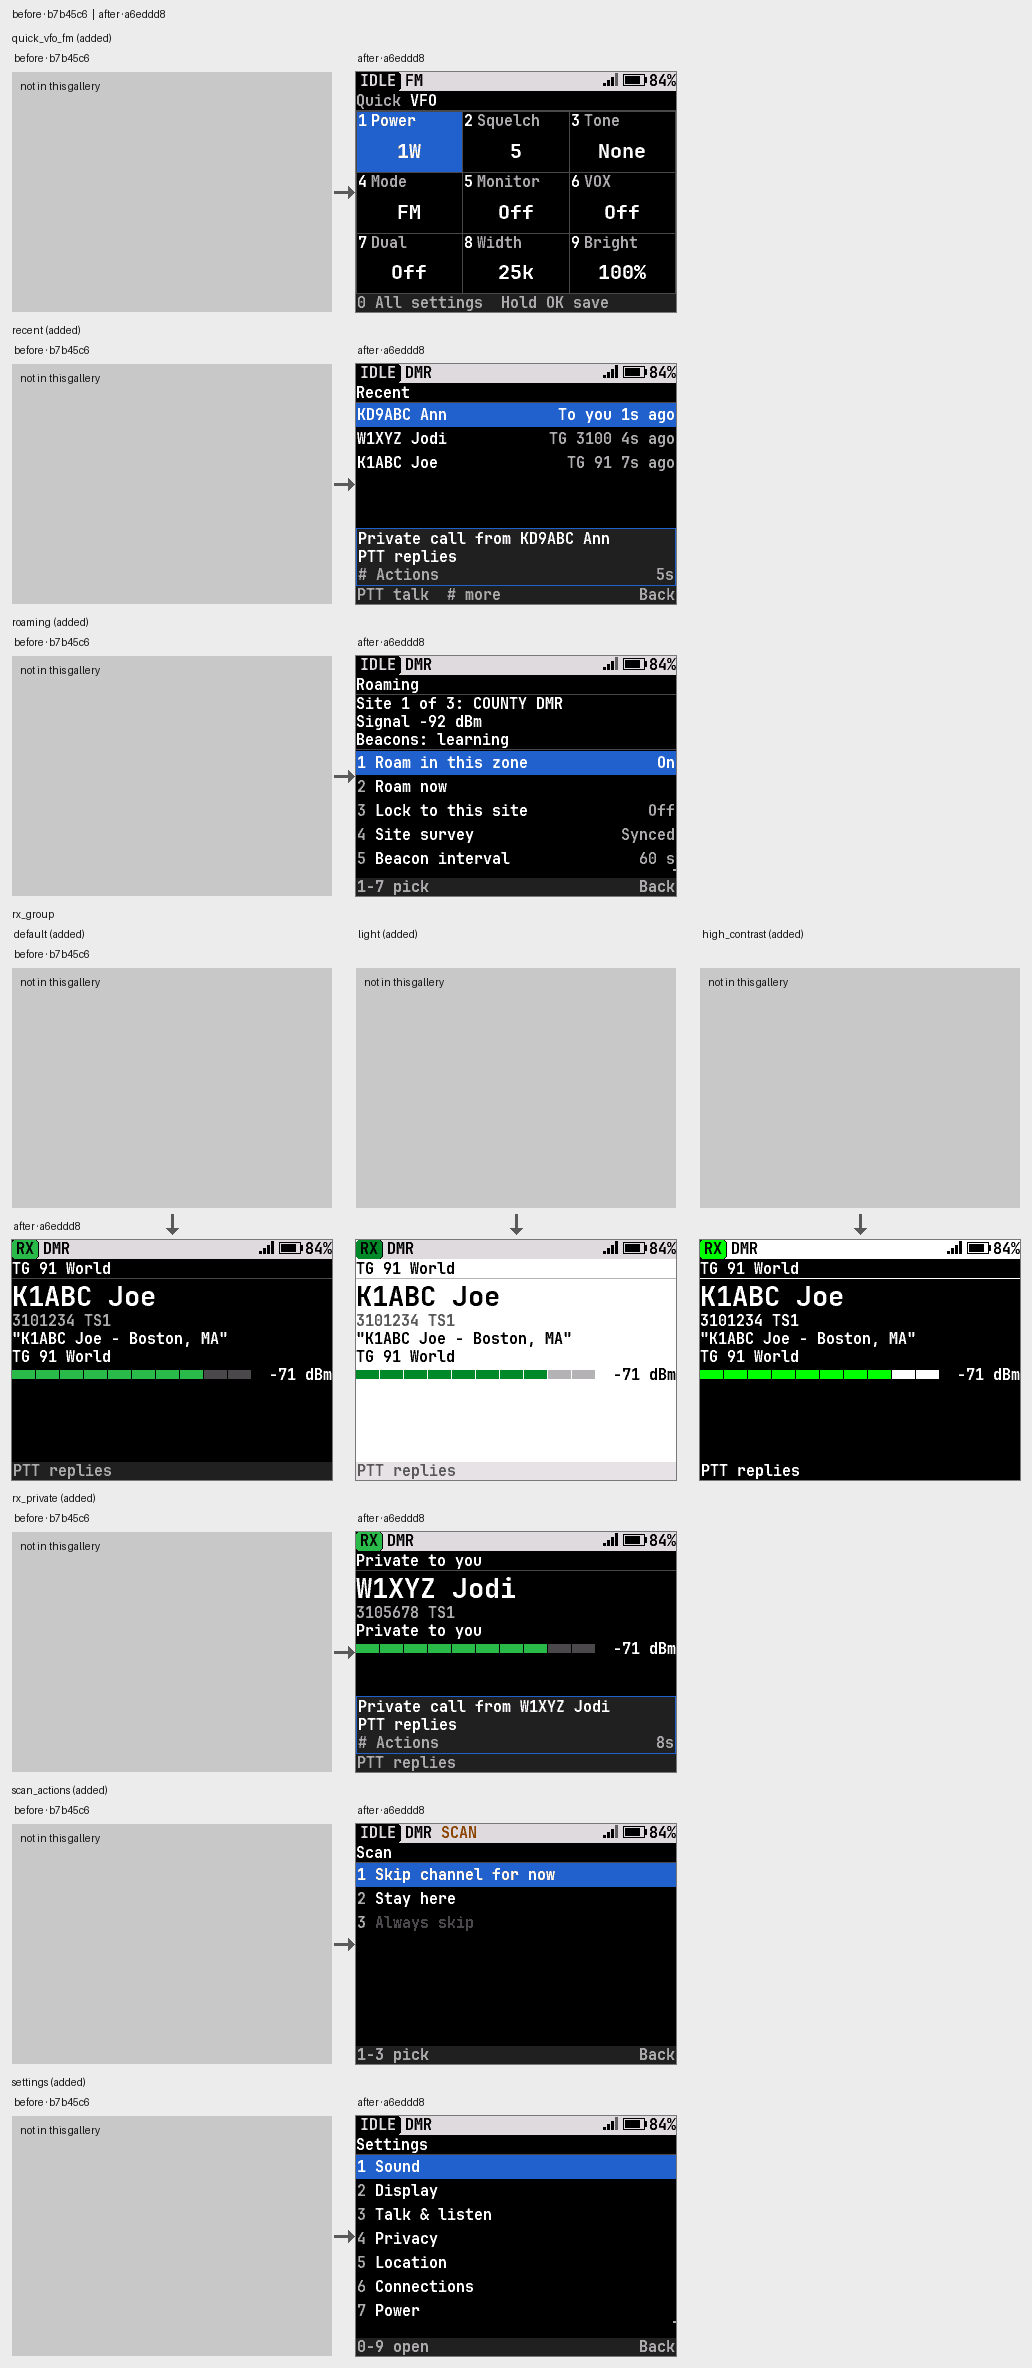 before · b7b45c6 | after · a6eddd8
quick_vfo_fm (added)
before · b7b45c6
after · a6eddd8
not in this gallery
IDLE FM 84%
Quick VFO
1 Power 2 Squelch 3 Tone
1W 5 None
4 Mode 5 Monitor 6 VOX
FM Off Off
7 Dual 8 Width 9 Bright
Off 25k 100%
0 All settings Hold OK save
recent (added)
before · b7b45c6
after · a6eddd8
not in this gallery
IDLE DMR 84%
Recent
KD9ABC Ann To you 1s ago
W1XYZ Jodi TG 3100 4s ago
K1ABC Joe TG 91 7s ago
Private call from KD9ABC Ann
PTT replies
# Actions 5s
PTT talk # more Back
roaming (added)
before · b7b45c6
after · a6eddd8
not in this gallery
IDLE DMR 84%
Roaming
Site 1 of 3: COUNTY DMR
Signal -92 dBm
Beacons: learning
1 Roam in this zone On
2 Roam now
3 Lock to this site Off
4 Site survey Synced
5 Beacon interval 60 s
1-7 pick Back
rx_group
default (added)
light (added)
high_contrast (added)
before · b7b45c6
not in this gallery
not in this gallery
not in this gallery
after · a6eddd8
RX DMR 84%
TG 91 World
K1ABC Joe
3101234 TS1
"K1ABC Joe - Boston, MA"
TG 91 World
-71 dBm
PTT replies
RX DMR 84%
TG 91 World
K1ABC Joe
3101234 TS1
"K1ABC Joe - Boston, MA"
TG 91 World
-71 dBm
PTT replies
RX DMR 84%
TG 91 World
K1ABC Joe
3101234 TS1
"K1ABC Joe - Boston, MA"
TG 91 World
-71 dBm
PTT replies
rx_private (added)
before · b7b45c6
after · a6eddd8
not in this gallery
RX DMR 84%
Private to you
W1XYZ Jodi
3105678 TS1
Private to you
-71 dBm
Private call from W1XYZ Jodi
PTT replies
# Actions 8s
PTT replies
scan_actions (added)
before · b7b45c6
after · a6eddd8
not in this gallery
IDLE DMR SCAN 84%
Scan
1 Skip channel for now
2 Stay here
3 Always skip
1-3 pick Back
settings (added)
before · b7b45c6
after · a6eddd8
not in this gallery
IDLE DMR 84%
Settings
1 Sound
2 Display
3 Talk & listen
4 Privacy
5 Location
6 Connections
7 Power
0-9 open Back